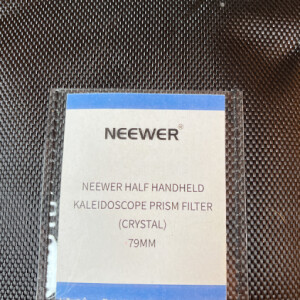 NEEWER®
NEEWER HALF HANDHELD
KALEIDOSCOPE PRISM FILTER
(CRYSTAL)
79MM